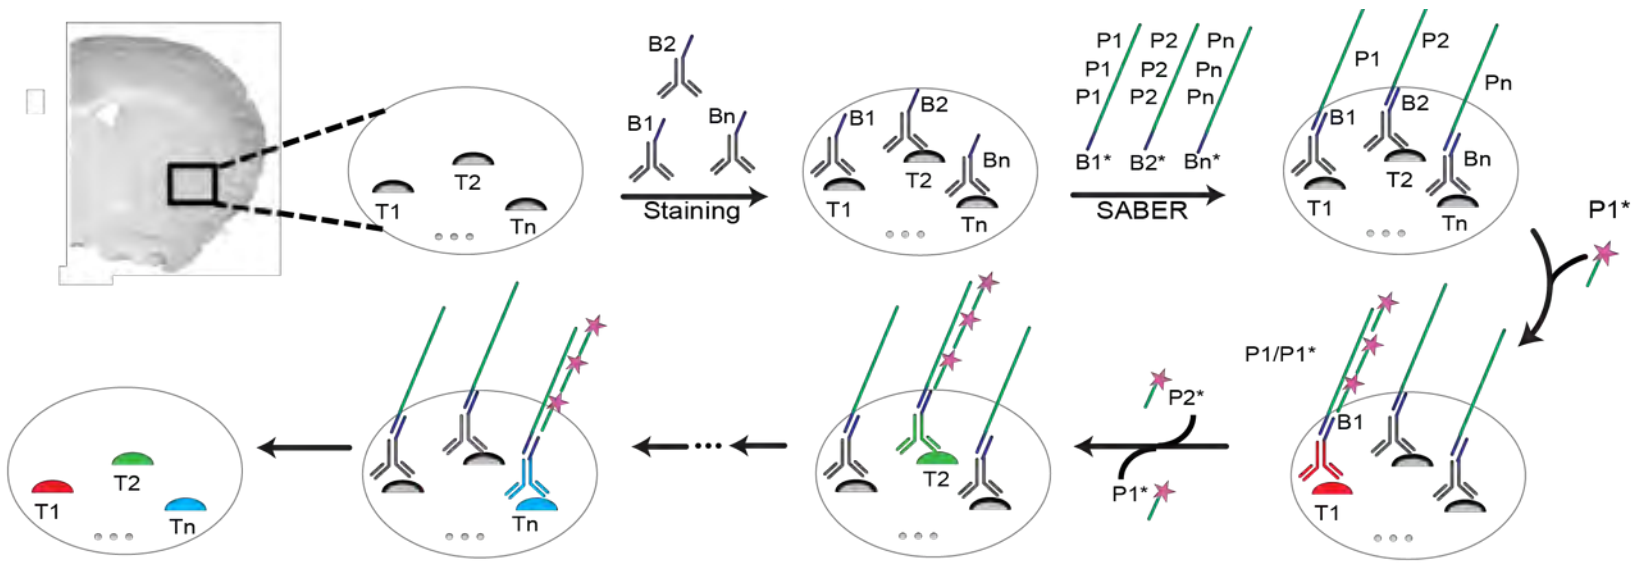 T1
T2
Tn
B2
B1
Bn
Staining
B1
B2
Bn
T2
T1
Tn
P1 P2 Pn
P1 P2 Pn
P1 P2 Pn
B1* B2* Bn*
SABER
P1
P2
Pn
B1
B2
Bn
T2
T1
Tn
P1*
P1/P1*
B1
T1
P2*
P1*
T2
Tn
T2
T1
Tn